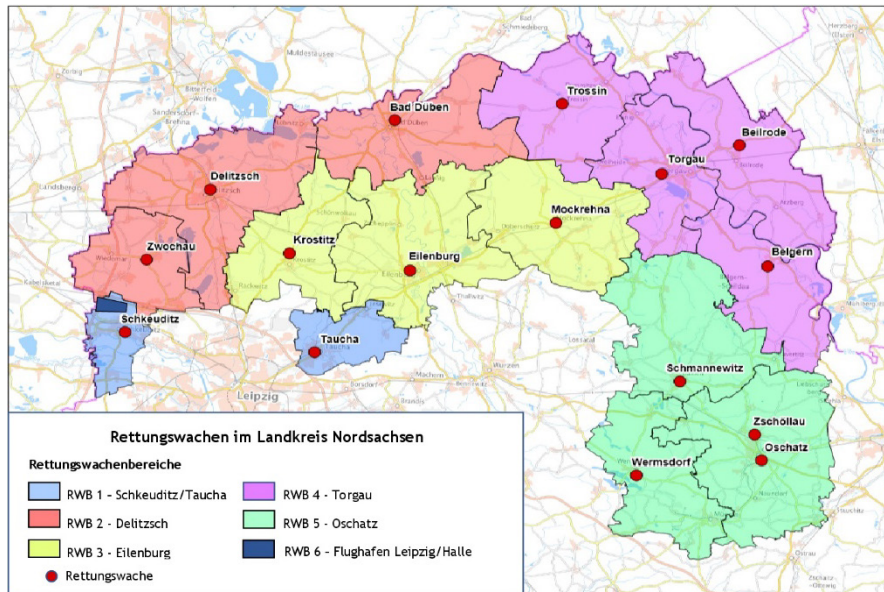 Trossin
Bad Düben
Beilrode
Torgau
Delitzsch
Mockrehna
Krostitz
Zwochau
Eilenburg
Belgern
Schkeuditz
Taucha
Leipzig
Schmannewitz
Zschöllau
Oschatz
Wermsdorf
Rettungswachen im Landkreis Nordsachsen
Rettungswachenbereiche
RWB 1 - Schkeuditz/Taucha
RWB 2 - Delitzsch
RWB 3 - Eilenburg
RWB 4 - Torgau
RWB 5 - Oschatz
RWB 6 - Flughafen Leipzig/Halle
Rettungswache